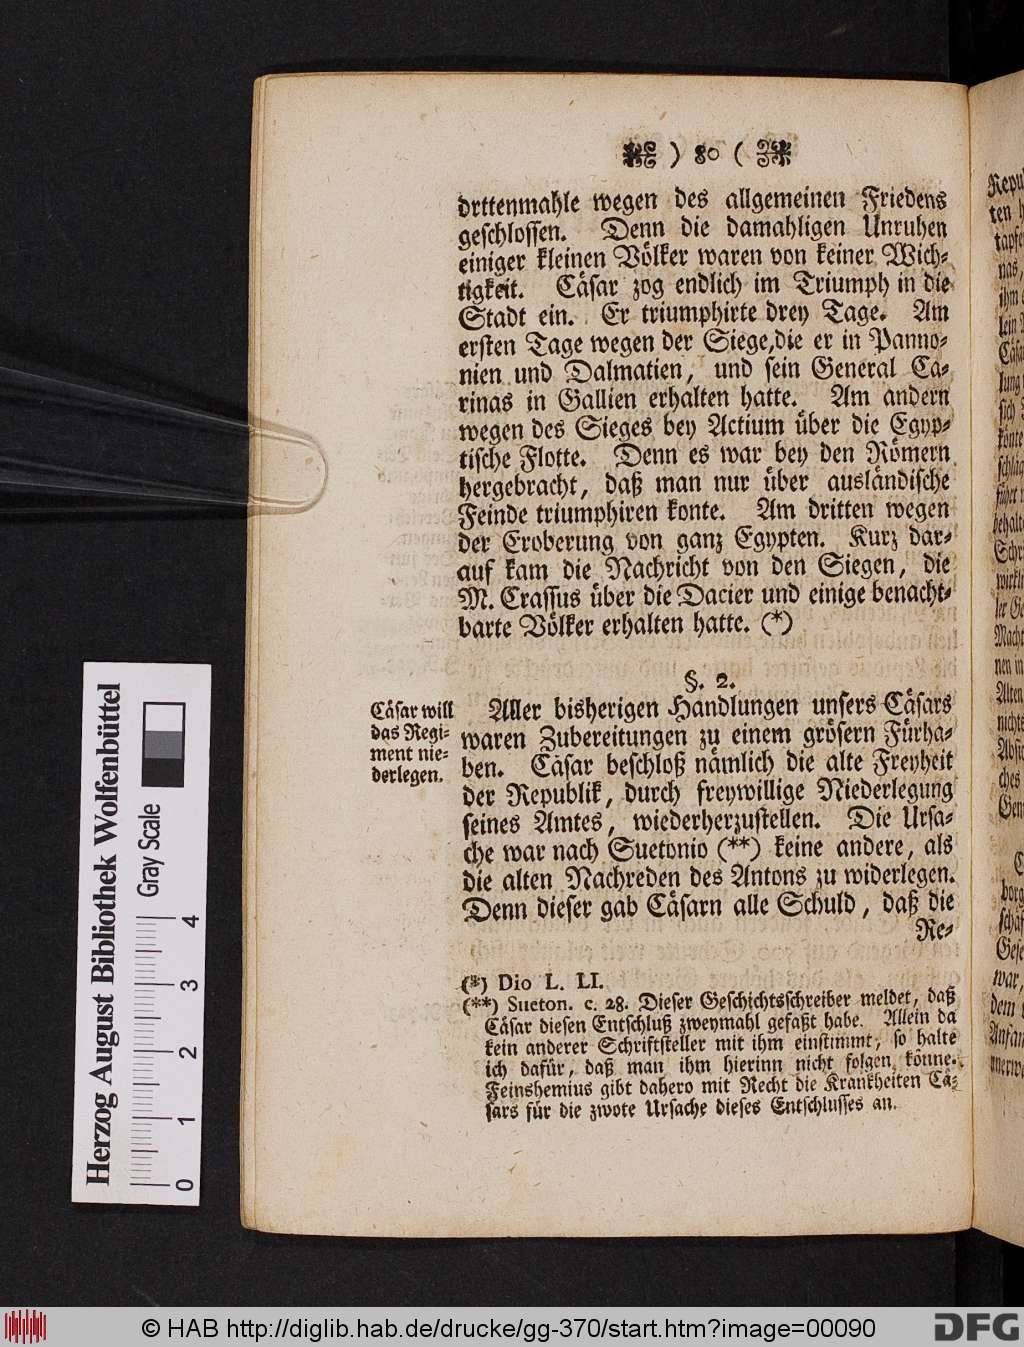 ) 80 (
drttenmahle wegen des allgemeinen Friedens
geschlossen. Denn die damahligen Unruhen
einiger kleinen Völker waren von keiner Wich-
tigkeit. Cäsar zog endlich im Triumph in die
Stadt ein. Er triumphirte drey Tage. Am
ersten Tage wegen der Siege, die er in Panno-
nien und Dalmatien, und sein General Ca-
rinas in Gallien erhalten hatte. Am andern
wegen des Sieges bey Actium über die Egyp-
tische Flotte. Denn es war bey den Römern
hergebracht, daß man nur über ausländische
Feinde triumphiren konte. Am dritten wegen
der Eroberung von ganz Egypten. Kurz dar-
auf kam die Nachricht von den Siegen, die
M. Crassus über die Dacier und einige benacht-
barte Völker erhalten hatte. (*)
§. 2.
Cäsar will
das Regi-
ment nie-
derlegen.
Aller bisherigen Handlungen unsers Cäsars
waren Zubereitungen zu einem grösern Fürha-
ben. Cäsar beschloß nämlich die alte Freyheit
der Republik, durch freywillige Niederlegung
seines Amtes, wiederherzustellen. Die Ursa-
che war nach Suetonio (**) keine andere, als
die alten Nachreden des Antons zu widerlegen.
Denn dieser gab Cäsarn alle Schuld, daß die
Re-
(*) Dio L. LI.
(**) Sueton. c. 28. Dieser Geschichtsschreiber meldet, daß
Cäsar diesen Entschluß zweymahl gefaßt habe. Allein da
kein anderer Schriftsteller mit ihm einstimmt, so halte
ich dafür, daß man ihm hierinn nicht folgen könne.
Feinshemius gibt dahero mit Recht die Krankheiten Cä-
sars für die zwote Ursache dieses Entschlusses an.
Herzog August Bibliothek Wolfenbüttel
Gray Scale
0 1 2 3 4
© HAB http://diglib.hab.de/drucke/gg-370/start.htm?image=00090
DFG